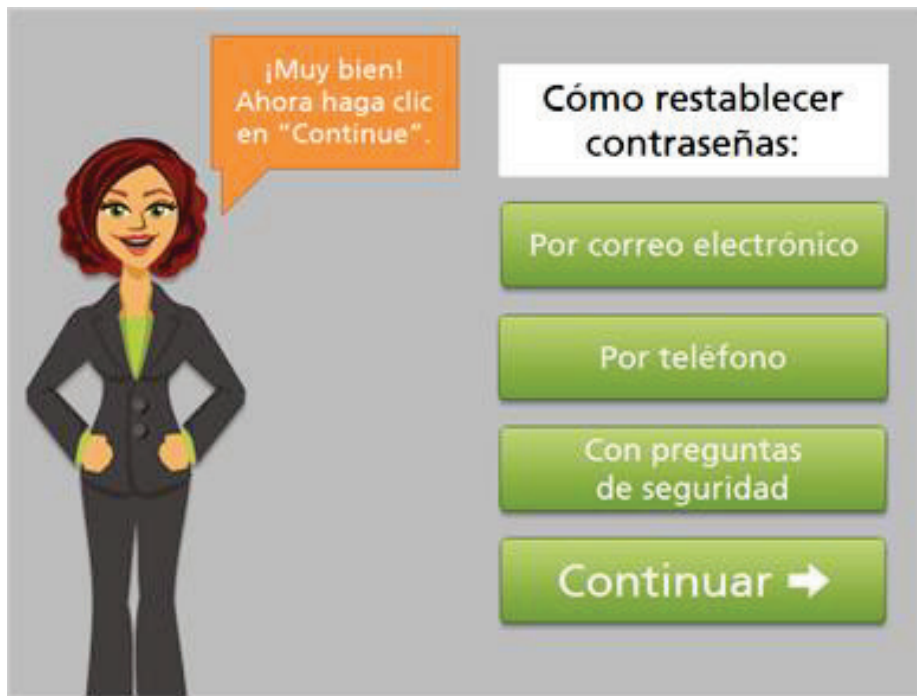 ¡Muy bien!
Ahora haga clic
en “Continue”.
Cómo restablecer
contraseñas:
Por correo electrónico
Por teléfono
Con preguntas
de seguridad
Continuar